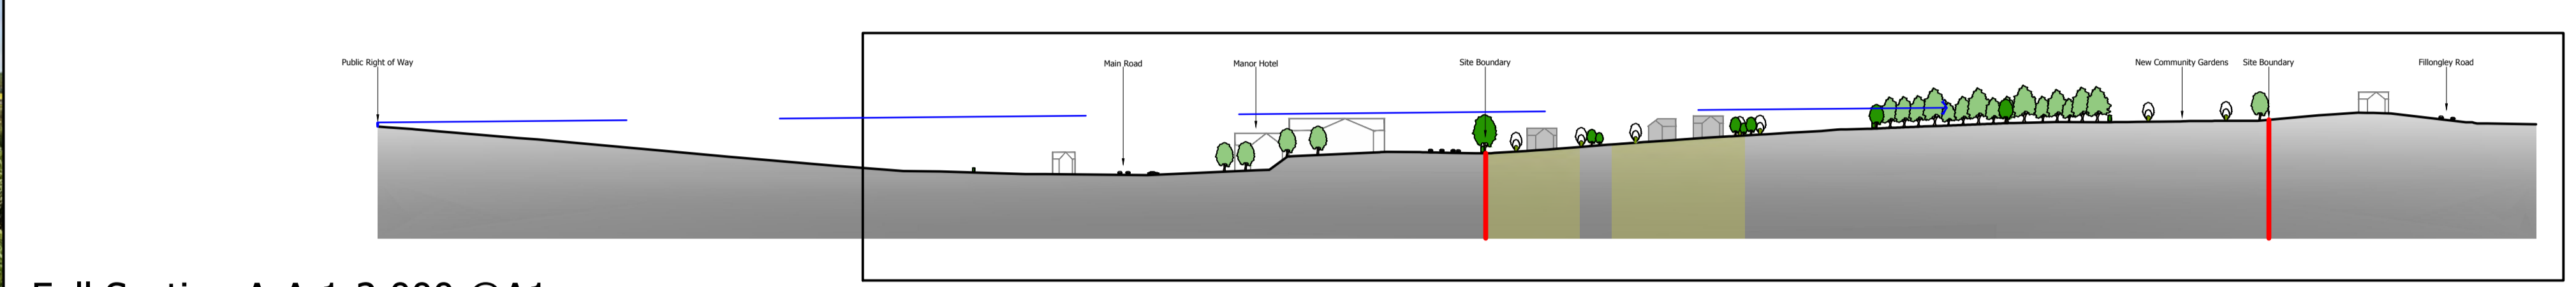 Public Right of Way
Main Road
Manor Hotel
Site Boundary
New Community Gardens
Site Boundary
Fillongley Road